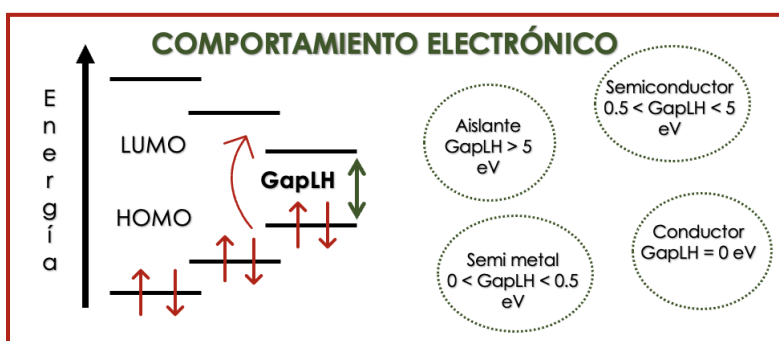 COMPORTAMIENTO ELECTRÓNICO
Energía
LUMO
HOMO
GapLH
Aislante
GapLH > 5
eV
Semiconductor
0.5 < GapLH < 5
eV
Semi metal
0 < GapLH < 0.5
eV
Conductor
GapLH = 0 eV